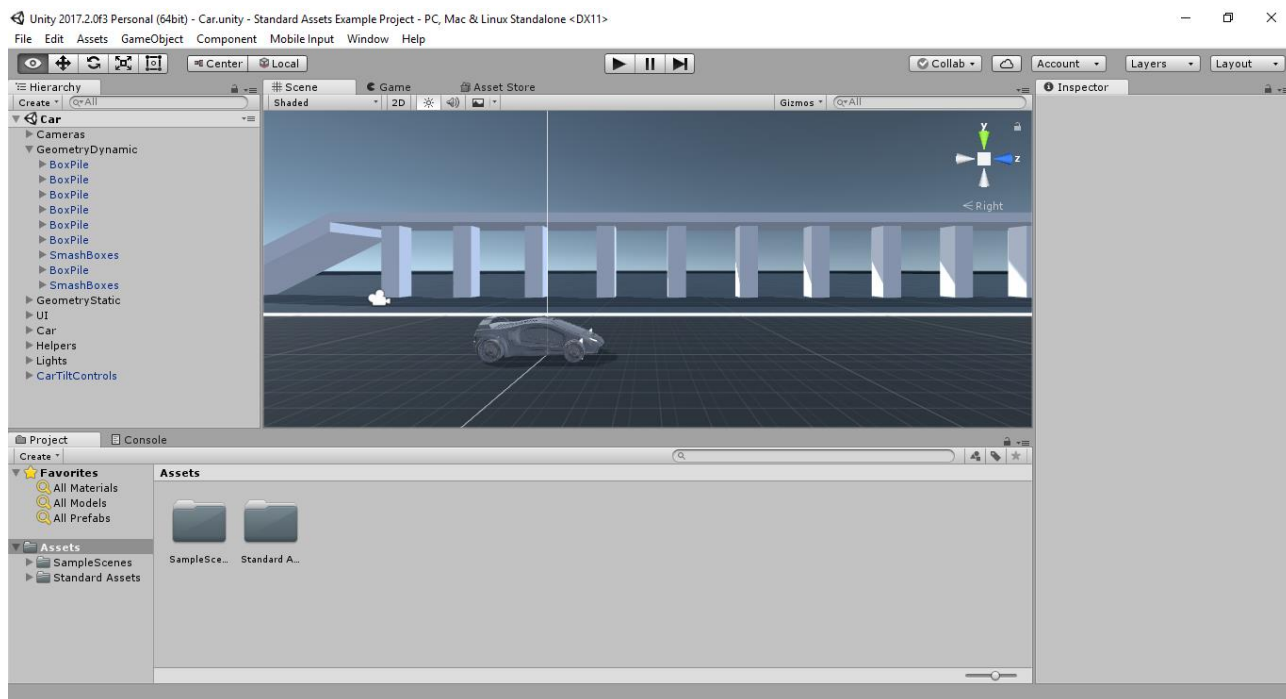 Unity 2017.2.0f3 Personal (64bit) - Car.unity - Standard Assets Example Project - PC, Mac & Linux Standalone <DX11>
File Edit Assets GameObject Component Mobile Input Window Help
Center Local Collab Account Layers Layout
Hierarchy Scene Game Asset Store Inspector
Create All Shaded 2D Gizmos All
Car
Cameras
GeometryDynamic
BoxPile
BoxPile
BoxPile
BoxPile
BoxPile
BoxPile
SmashBoxes
BoxPile
SmashBoxes
GeometryStatic
UI
Car
Helpers
Lights
CarTiltControls
y
z
Right
Project Console
Create
Favorites
All Materials
All Models
All Prefabs
Assets
SampleScenes
Standard Assets
Assets
SampleSce... Standard A...